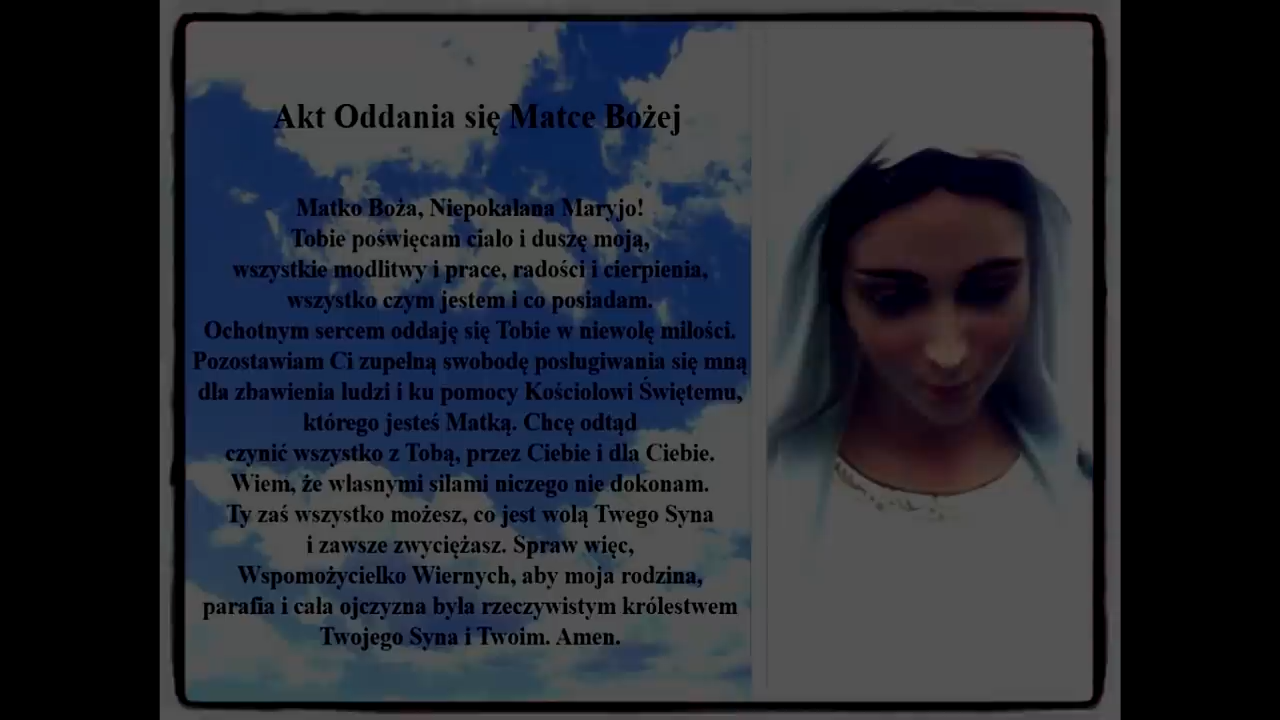 Akt Oddania się Matce Bożej
Matko Boża, Niepokalana Maryjo!
Tobie poświęcam ciało i duszę moją,
wszystkie modlitwy i prace, radości i cierpienia,
wszystko czym jestem i co posiadam.
Ochotnym sercem oddaję się Tobie w niewolę miłości.
Pozostawiam Ci zupełną swobodę posługiwania się mną
dla zbawienia ludzi i ku pomocy Kościołowi Świętemu,
którego jesteś Matką. Chcę odtąd
czynić wszystko z Tobą, przez Ciebie i dla Ciebie.
Wiem, że własnymi siłami niczego nie dokonam.
Ty zaś wszystko możesz, co jest wolą Twego Syna
i zawsze zwyciężasz. Spraw więc,
Wspomożycielko Wiernych, aby moja rodzina,
parafia i cała ojczyzna była rzeczywistym królestwem
Twojego Syna i Twoim. Amen.